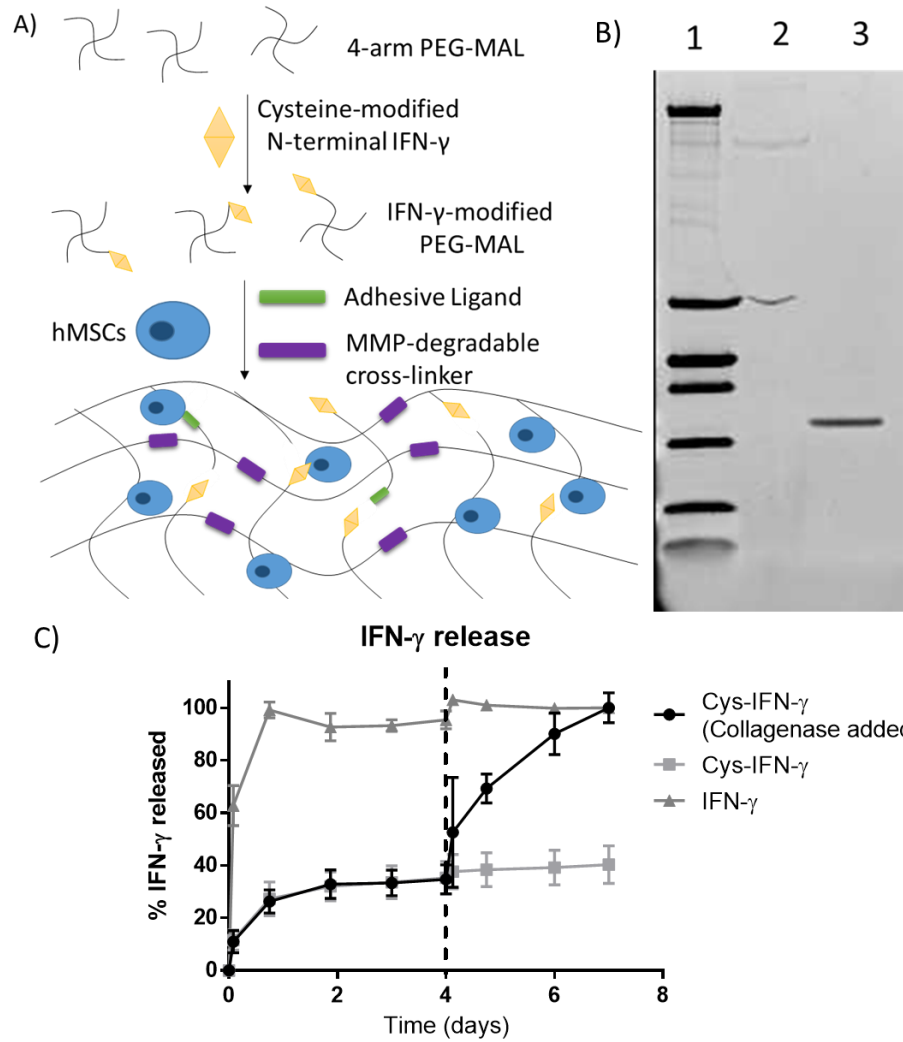 A)
4-arm PEG-MAL
Cysteine-modified
N-terminal IFN-γ
IFN-γ-modified
PEG-MAL
hMSCs
Adhesive Ligand
MMP-degradable
cross-linker
B)
1 2 3
C)
IFN-γ release
% IFN-γ released
100
80
60
40
20
0
0 2 4 6 8
Time (days)
Cys-IFN-γ
(Collagenase added
Cys-IFN-γ
IFN-γ